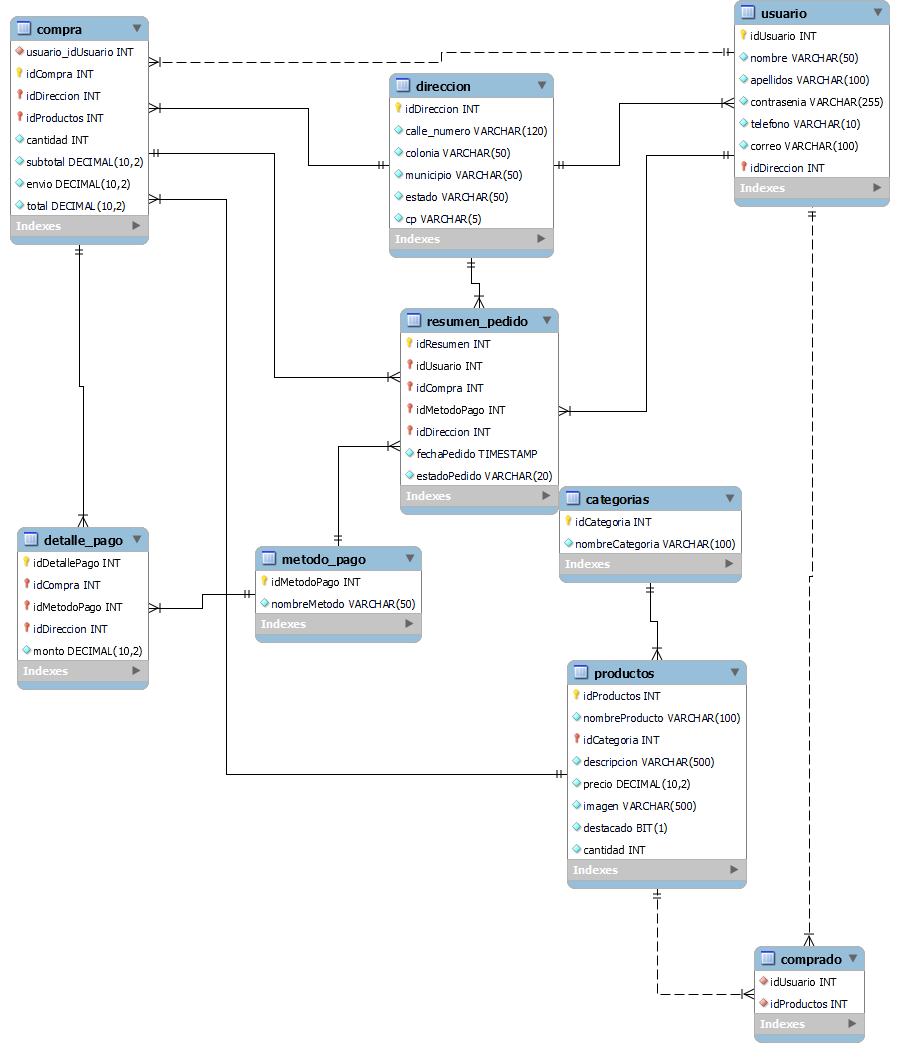 compra
usuario_idUsuario INT
idCompra INT
idDireccion INT
idProductos INT
cantidad INT
subtotal DECIMAL(10,2)
envio DECIMAL(10,2)
total DECIMAL(10,2)
Indexes
usuario
idUsuario INT
nombre VARCHAR(50)
apellidos VARCHAR(100)
contrasenia VARCHAR(255)
telefono VARCHAR(10)
correo VARCHAR(100)
idDireccion INT
Indexes
direccion
idDireccion INT
calle_numero VARCHAR(120)
colonia VARCHAR(50)
municipio VARCHAR(50)
estado VARCHAR(50)
cp VARCHAR(5)
Indexes
resumen_pedido
idResumen INT
idUsuario INT
idCompra INT
idMetodoPago INT
idDireccion INT
fechaPedido TIMESTAMP
estadoPedido VARCHAR(20)
Indexes
categorias
idCategoria INT
nombreCategoria VARCHAR(100)
Indexes
detalle_pago
idDetallePago INT
idCompra INT
idMetodoPago INT
idDireccion INT
monto DECIMAL(10,2)
Indexes
metodo_pago
idMetodoPago INT
nombreMetodo VARCHAR(50)
Indexes
productos
idProductos INT
nombreProducto VARCHAR(100)
idCategoria INT
descripcion VARCHAR(500)
precio DECIMAL(10,2)
imagen VARCHAR(500)
destacado BIT(1)
cantidad INT
Indexes
comprado
idUsuario INT
idProductos INT
Indexes